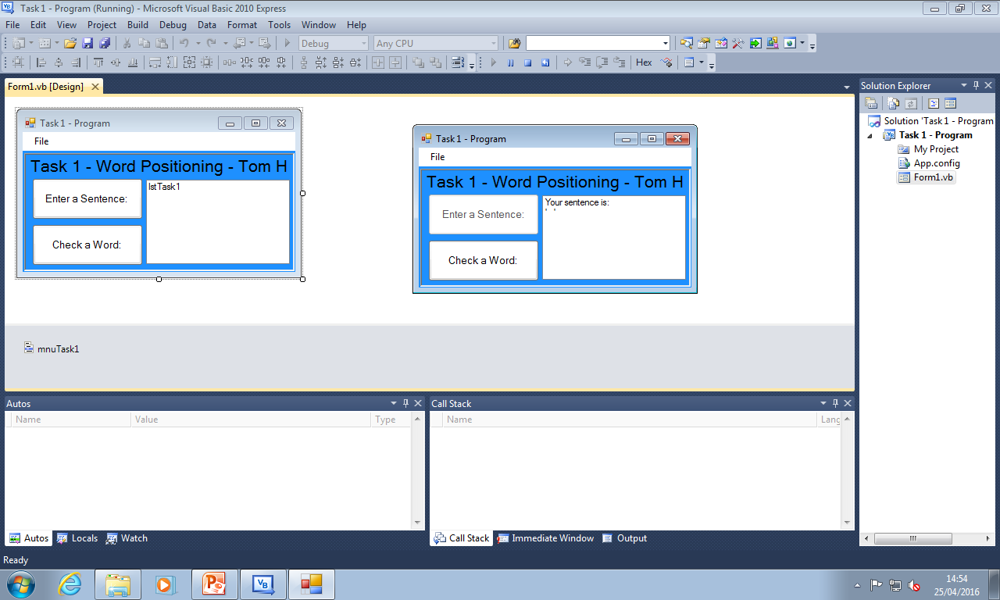 Task 1 - Program (Running) - Microsoft Visual Basic 2010 Express
File Edit View Project Build Debug Data Format Tools Window Help
Debug Any CPU
Hex
Form1.vb [Design]
Solution Explorer
Solution 'Task 1 - Program
Task 1 - Program
My Project
App.config
Form1.vb
Task 1 - Program
File
Task 1 - Word Positioning - Tom H
Enter a Sentence:
lstTask1
Check a Word:
Task 1 - Program
File
Task 1 - Word Positioning - Tom H
Enter a Sentence:
Your sentence is:
' '
Check a Word:
mnuTask1
Autos
Name Value Type
Call Stack
Name Lang
Autos Locals Watch
Call Stack Immediate Window Output
Ready
14:54
25/04/2016